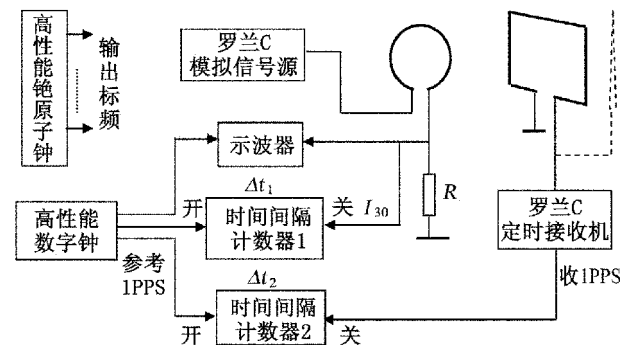 高性能铯原子钟
输出标频
罗兰C
模拟信号源
示波器
Δt₁
开
时间间隔
计数器1
关 I₃₀
R
高性能
数字钟
参考
1PPS
Δt₂
开
时间间隔
计数器2
关
罗兰C
定时接收机
收1PPS